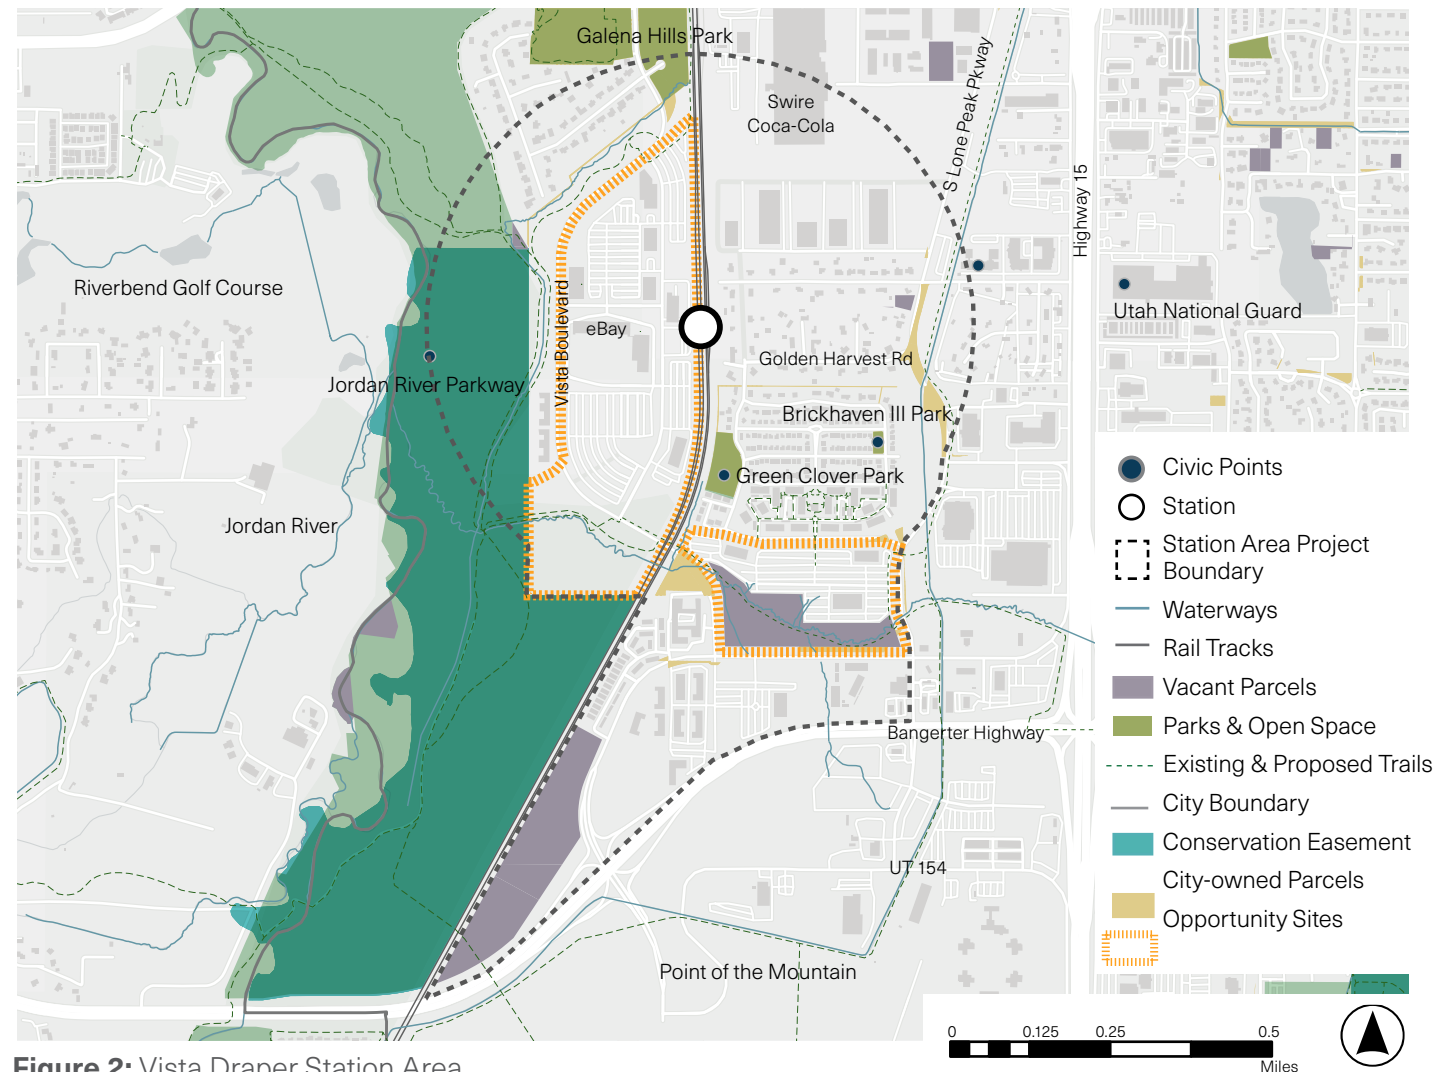 Galena Hills Park
Swire
Coca-Cola
S Lone Peak Pkway
Highway 15
Riverbend Golf Course
Utah National Guard
Vista Boulevard
eBay
Golden Harvest Rd
Jordan River Parkway
Brickhaven III Park
Green Clover Park
Jordan River
Bangerter Highway
UT 154
Point of the Mountain
Civic Points
Station
Station Area Project
Boundary
Waterways
Rail Tracks
Vacant Parcels
Parks & Open Space
Existing & Proposed Trails
City Boundary
Conservation Easement
City-owned Parcels
Opportunity Sites
0 0.125 0.25 0.5
Miles
Figure 2: Vista Draper Station Area